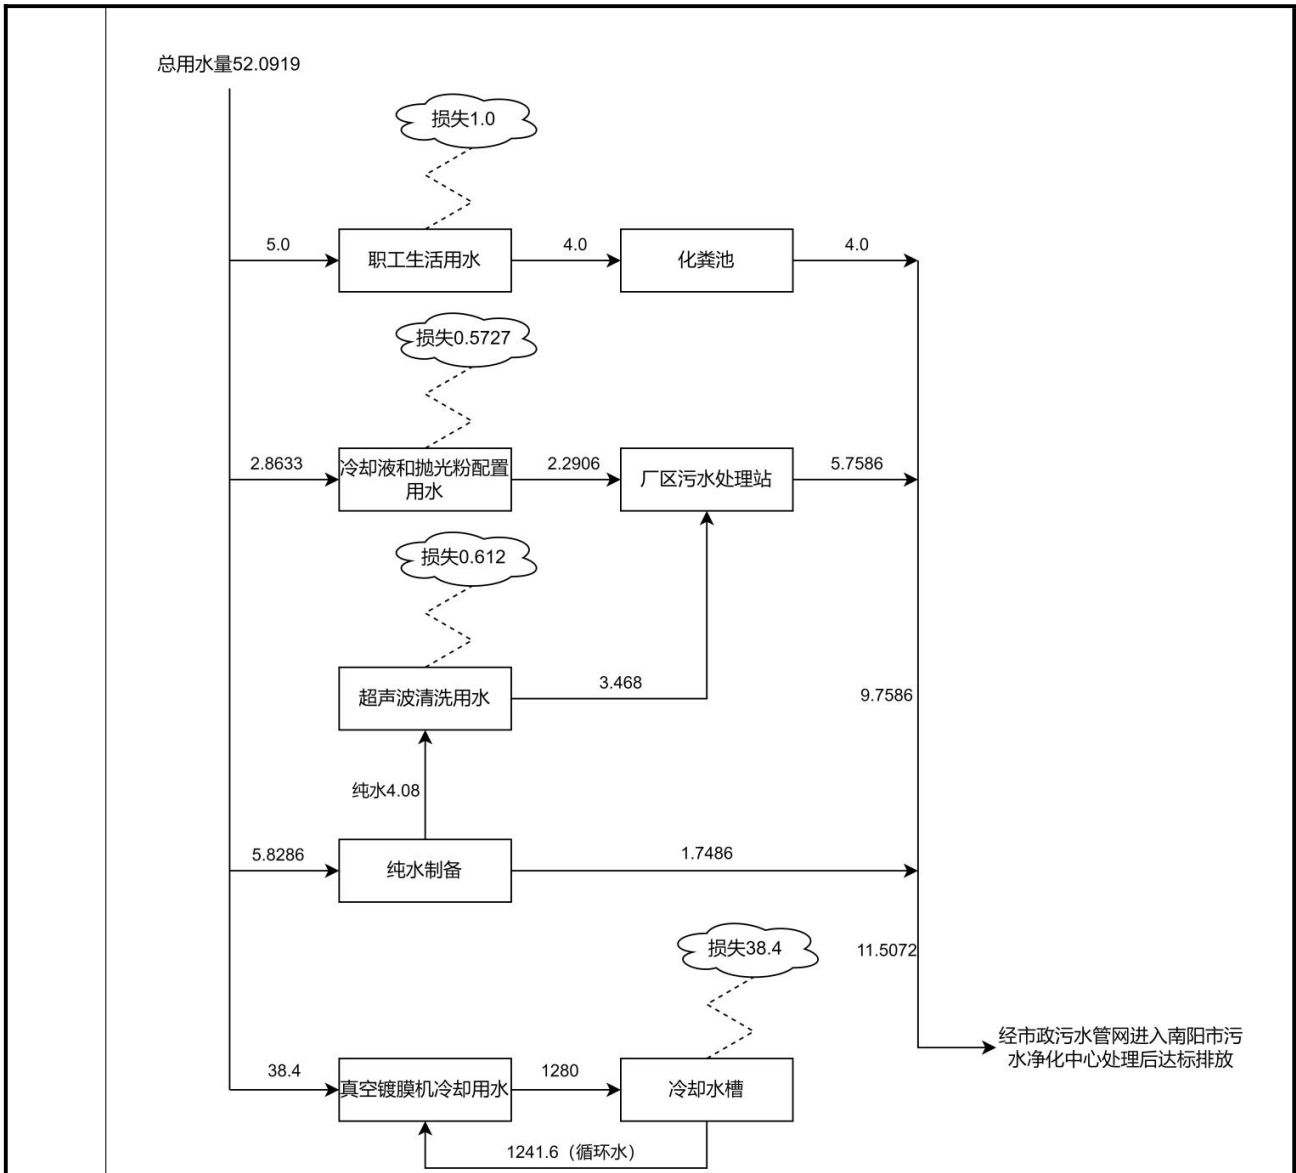 总用水量52.0919
损失1.0
5.0
职工生活用水
4.0
化粪池
4.0
损失0.5727
2.8633
冷却液和抛光粉配置
用水
2.2906
厂区污水处理站
5.7586
损失0.612
超声波清洗用水
3.468
9.7586
纯水4.08
5.8286
纯水制备
1.7486
损失38.4
11.5072
经市政污水管网进入南阳市污
水净化中心处理后达标排放
38.4
真空镀膜机冷却用水
1280
冷却水槽
1241.6（循环水）